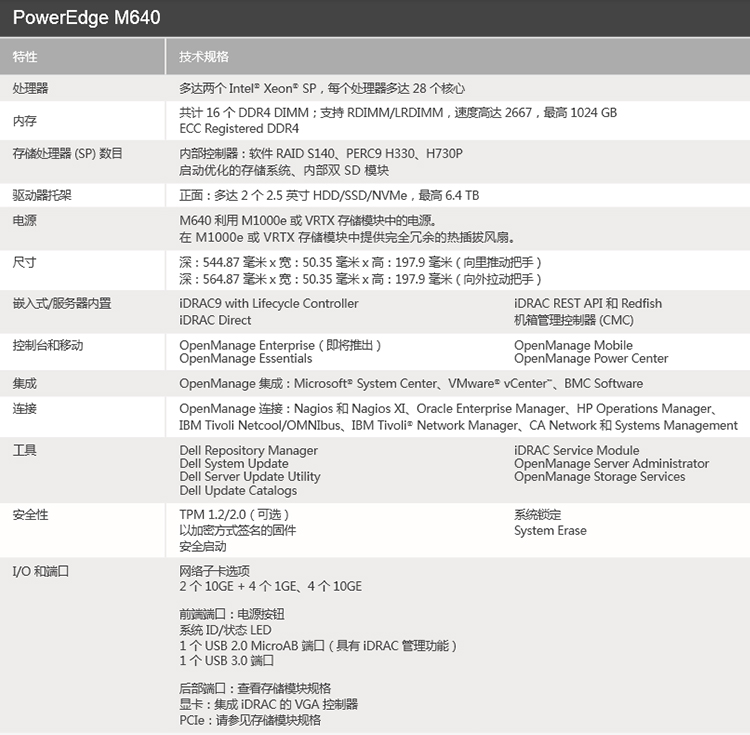 PowerEdge M640
特性 技术规格
处理器 多达两个 Intel® Xeon® SP，每个处理器多达 28 个核心
内存 共计 16 个 DDR4 DIMM；支持 RDIMM/LRDIMM，速度高达 2667，最高 1024 GB
ECC Registered DDR4
存储处理器 (SP) 数目 内部控制器：软件 RAID S140、PERC9 H330、H730P
启动优化的存储系统、内部双 SD 模块
驱动器托架 正面：多达 2 个 2.5 英寸 HDD/SSD/NVMe，最高 6.4 TB
电源 M640 利用 M1000e 或 VRTX 存储模块中的电源。
在 M1000e 或 VRTX 存储模块中提供完全冗余的热插拔风扇。
尺寸 深：544.87 毫米 x 宽：50.35 毫米 x 高：197.9 毫米（向里推动把手）
深：564.87 毫米 x 宽：50.35 毫米 x 高：197.9 毫米（向外拉动把手）
嵌入式/服务器内置 iDRAC9 with Lifecycle Controller iDRAC REST API 和 Redfish
iDRAC Direct 机箱管理控制器 (CMC)
控制台和移动 OpenManage Enterprise（即将推出） OpenManage Mobile
OpenManage Essentials OpenManage Power Center
集成 OpenManage 集成：Microsoft® System Center、VMware® vCenter™、BMC Software
连接 OpenManage 连接：Nagios 和 Nagios XI、Oracle Enterprise Manager、HP Operations Manager、
IBM Tivoli Netcool/OMNIbus、IBM Tivoli® Network Manager、CA Network 和 Systems Management
工具 Dell Repository Manager iDRAC Service Module
Dell System Update OpenManage Server Administrator
Dell Server Update Utility OpenManage Storage Services
Dell Update Catalogs
安全性 TPM 1.2/2.0（可选） 系统锁定
以加密方式签名的固件 System Erase
安全启动
I/O 和端口 网络子卡选项
2 个 10GE + 4 个 1GE、4 个 10GE
前端端口：电源按钮
系统 ID/状态 LED
1 个 USB 2.0 MicroAB 端口（具有 iDRAC 管理功能）
1 个 USB 3.0 端口
后部端口：查看存储模块规格
显卡：集成 iDRAC 的 VGA 控制器
PCIe：请参见存储模块规格